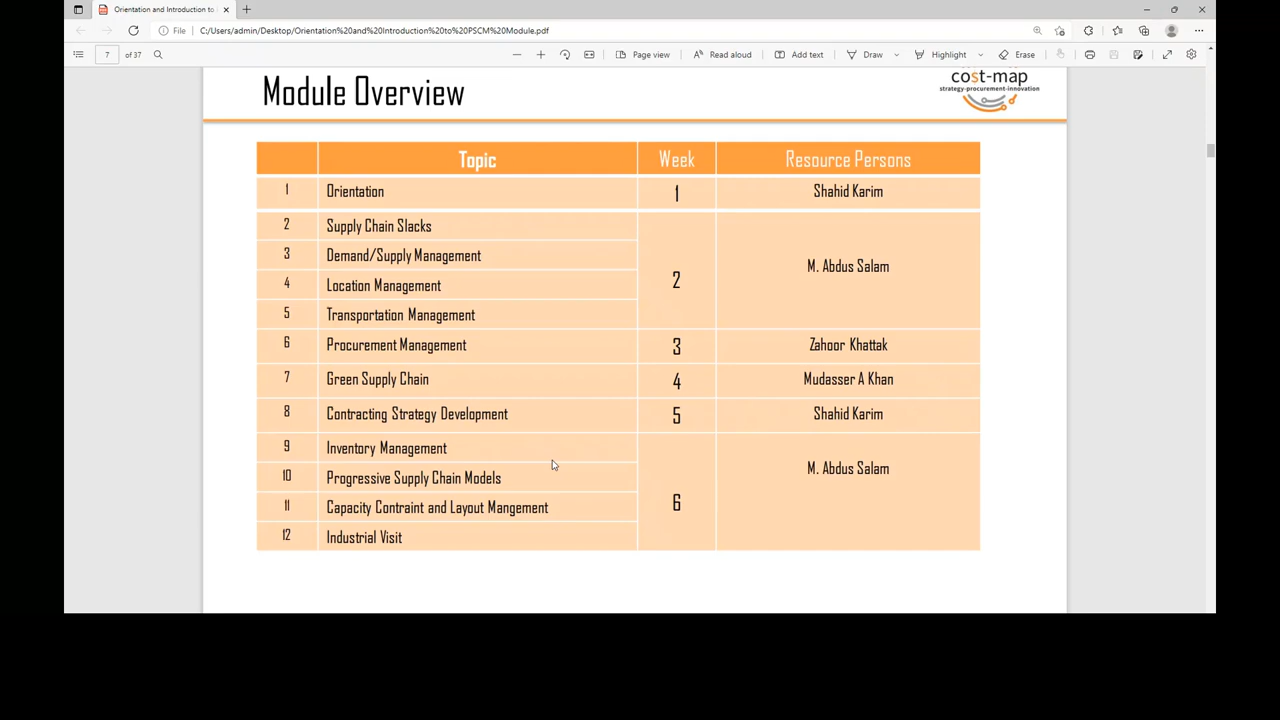 Orientation and Introduction to
File C:/Users/admin/Desktop/Orientation%20and%20Introduction%20to%20PSCM%20Module.pdf
7 of 37 Page view Read aloud Add text Draw Highlight Erase
Module Overview
cost-map
strategy-procurement-innovation
Topic Week Resource Persons
1 Orientation 1 Shahid Karim
2 Supply Chain Slacks
3 Demand/Supply Management
4 Location Management
5 Transportation Management
2 M. Abdus Salam
6 Procurement Management 3 Zahoor Khattak
7 Green Supply Chain 4 Mudasser A Khan
8 Contracting Strategy Development 5 Shahid Karim
9 Inventory Management
10 Progressive Supply Chain Models
11 Capacity Contraint and Layout Mangement
12 Industrial Visit
6 M. Abdus Salam